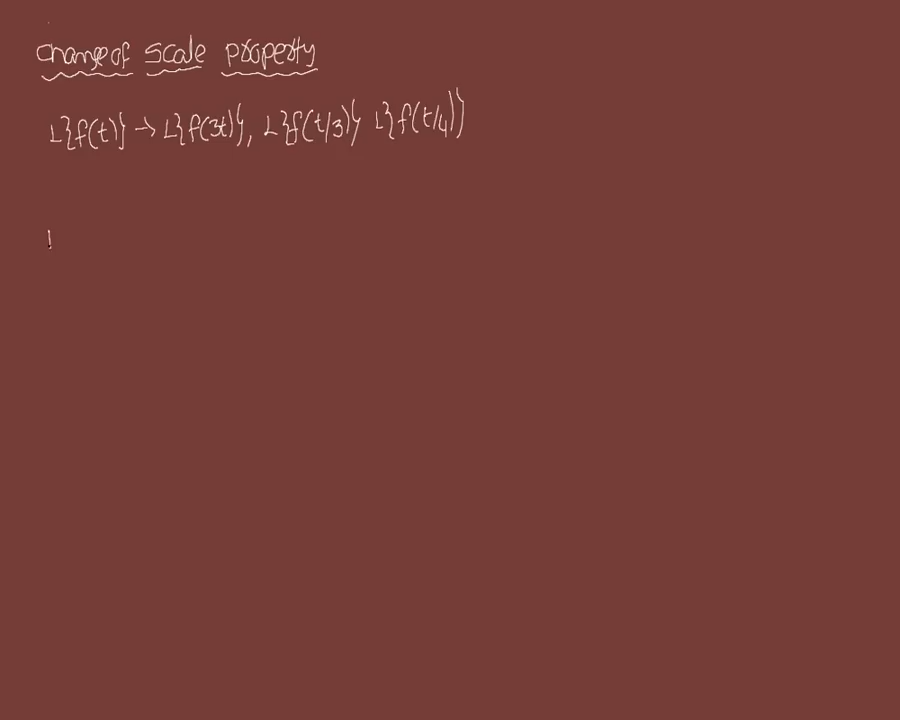 Change of scale property
L{f(t)} → L{f(3t)}, L{f(t/3)} L{f(t/4)}